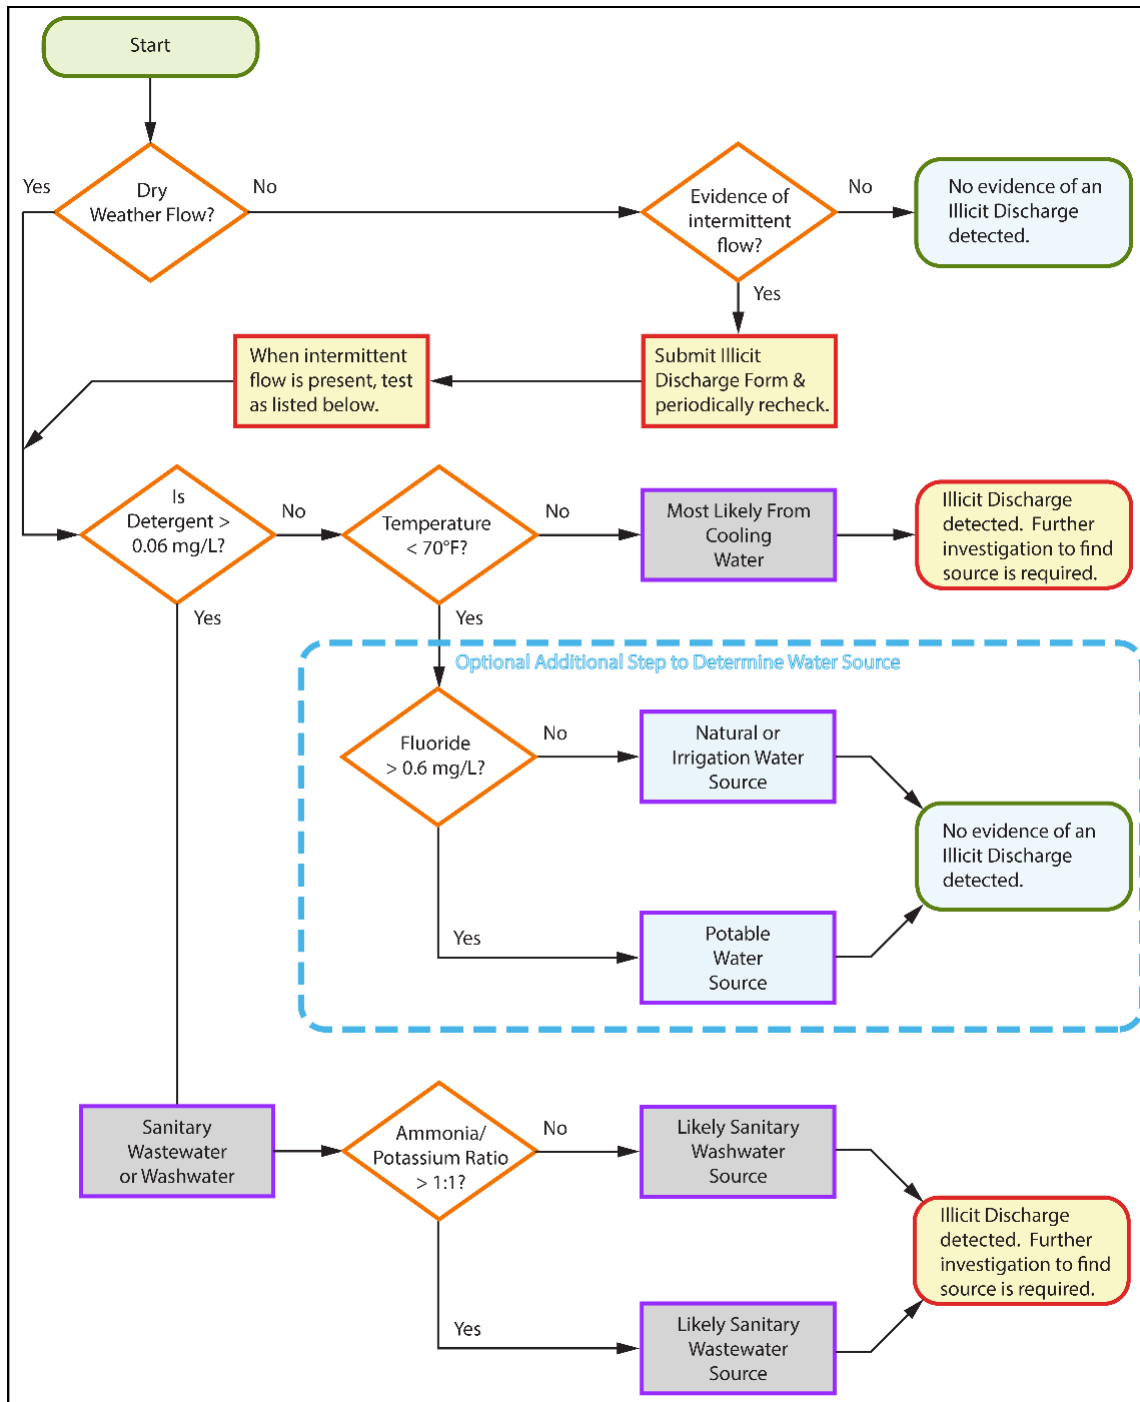 Start
Yes
Dry
Weather Flow?
No
Evidence of
intermittent
flow?
No
No evidence of an
Illicit Discharge
detected.
Yes
When intermittent
flow is present, test
as listed below.
Submit Illicit
Discharge Form &
periodically recheck.
Is
Detergent >
0.06 mg/L?
No
Temperature
< 70°F?
No
Most Likely From
Cooling
Water
Illicit Discharge
detected. Further
investigation to find
source is required.
Yes
Yes
Optional Additional Step to Determine Water Source
Fluoride
> 0.6 mg/L?
No
Natural or
Irrigation Water
Source
No evidence of an
Illicit Discharge
detected.
Yes
Potable
Water
Source
Sanitary
Wastewater
or Washwater
Ammonia/
Potassium Ratio
> 1:1?
No
Likely Sanitary
Washwater
Source
Illicit Discharge
detected. Further
investigation to find
source is required.
Yes
Likely Sanitary
Wastewater
Source